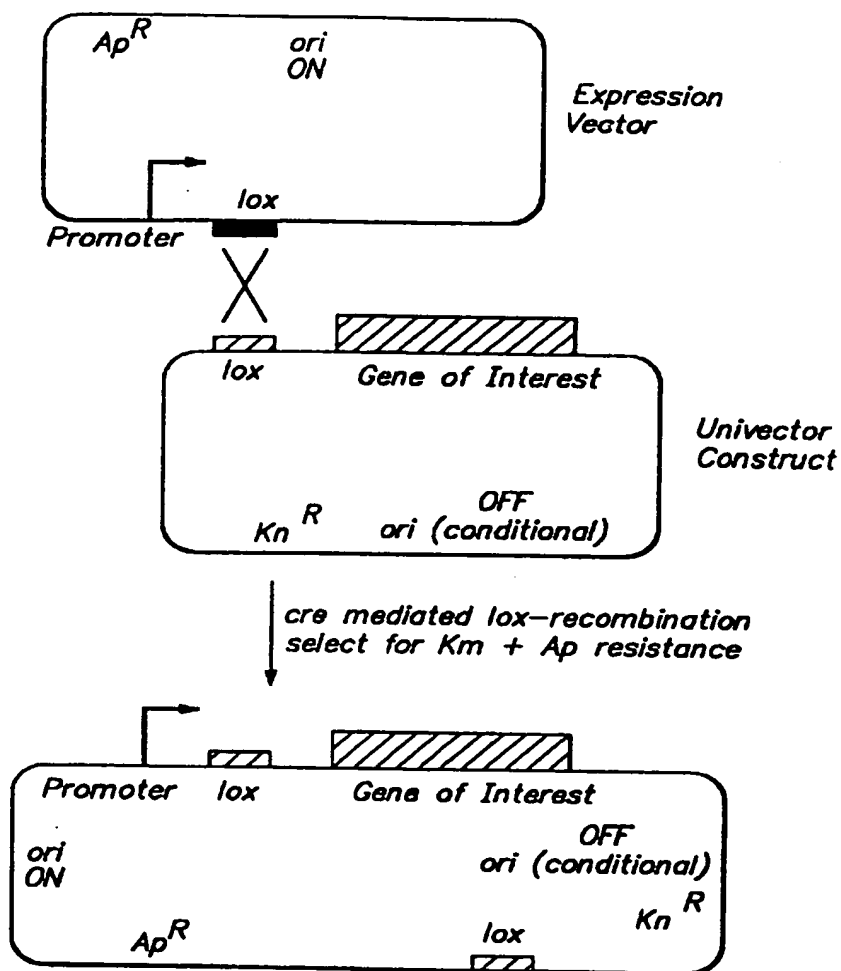 Ap^R
ori
ON
Expression
Vector
lox
Promoter
lox
Gene of Interest
Univector
Construct
Kn^R
OFF
ori (conditional)
cre mediated lox-recombination
select for Km + Ap resistance
Promoter
lox
Gene of Interest
ori
ON
OFF
ori (conditional)
Kn^R
Ap^R
lox